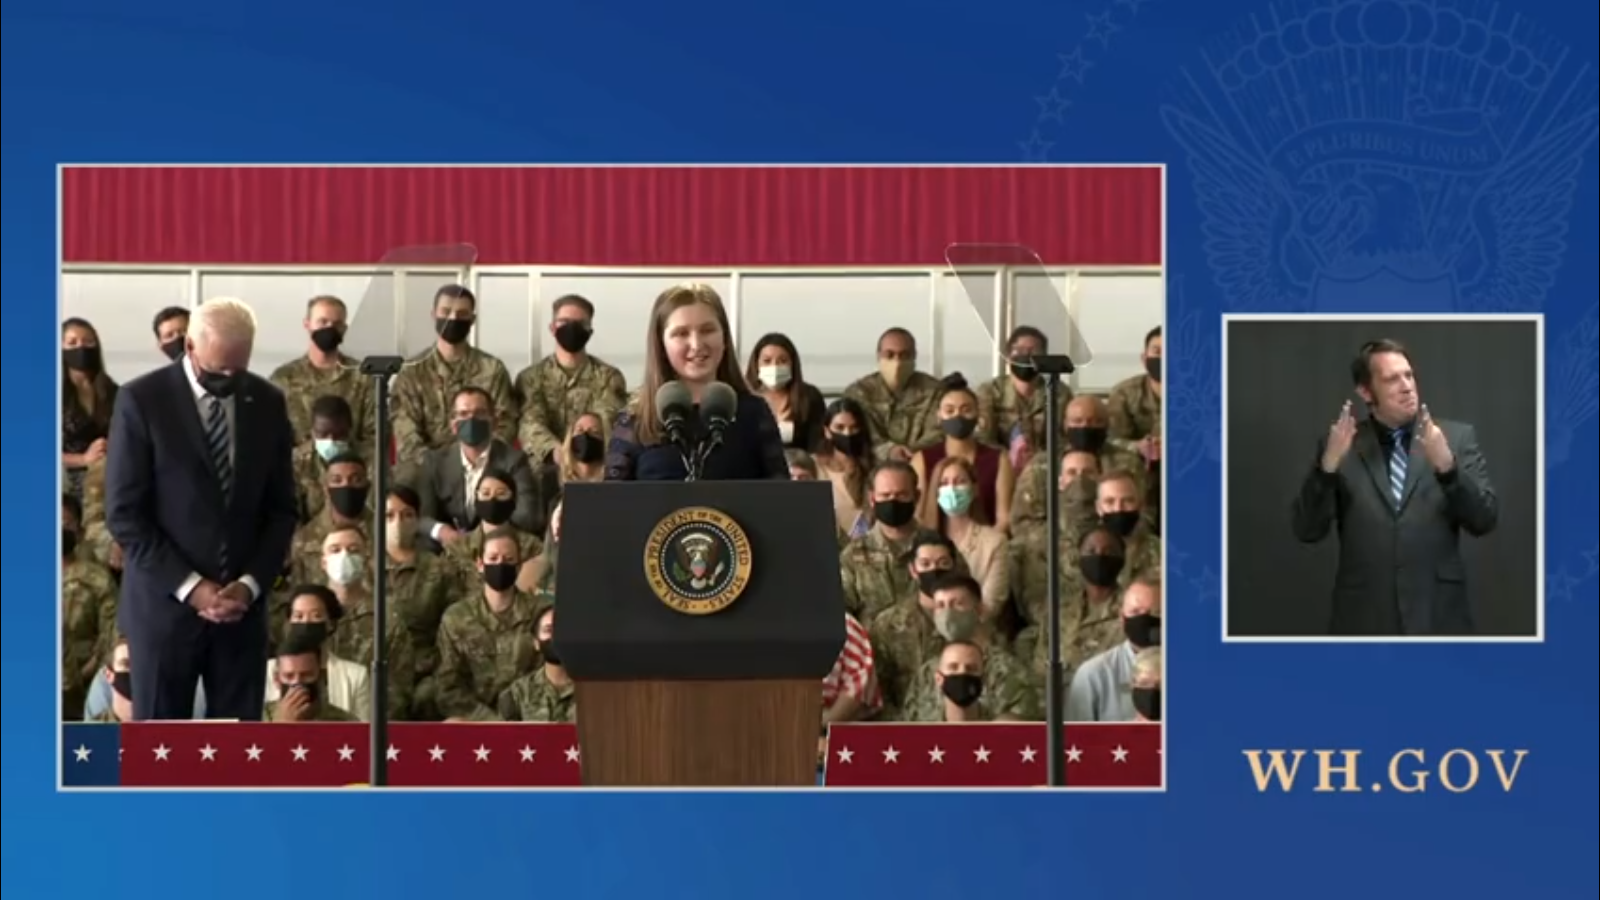 E PLURIBUS UNUM
SEAL OF THE PRESIDENT OF THE UNITED STATES
WH.GOV